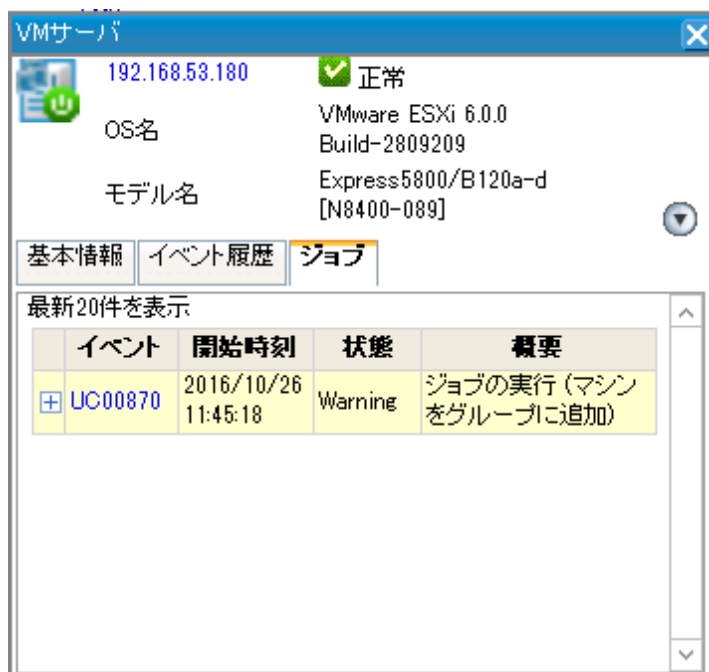 VMサーバ
192.168.53.180 正常
OS名 VMware ESXi 6.0.0
Build-2809209
モデル名 Express5800/B120a-d
[N8400-089]
基本情報 イベント履歴 ジョブ
最新20件を表示
イベント 開始時刻 状態 概要
UC00870 2016/10/26 11:45:18 Warning ジョブの実行(マシンをグループに追加)